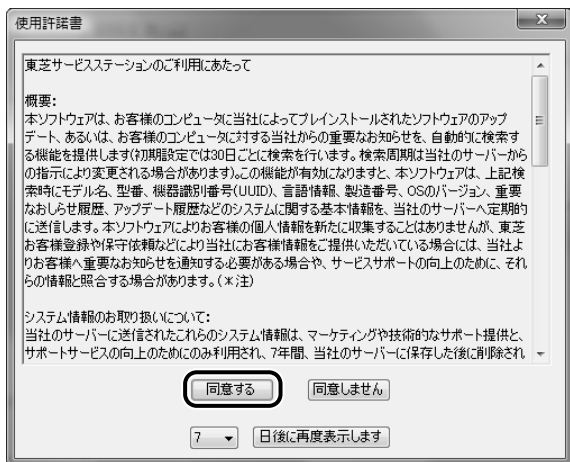 使用許諾書
東芝サービスステーションのご利用にあたって
概要:
本ソフトウェアは、お客様のコンピュータに当社によってプレインストールされたソフトウェアのアップ
デート、あるいは、お客様のコンピュータに対する当社からの重要なお知らせを、自動的に検索す
る機能を提供します(初期設定では30日ごとに検索を行います。検索周期は当社のサーバーから
の指示により変更される場合があります)。この機能が有効になりますと、本ソフトウェアは、上記検
索時にモデル名、型番、機器識別番号(UUID)、言語情報、製造番号、OSのバージョン、重要
なおしらせ履歴、アップデート履歴などのシステムに関する基本情報を、当社のサーバーへ定期的
に送信します。本ソフトウェアによりお客様の個人情報を新たに収集することはありませんが、東芝
お客様登録や保守依頼などにより当社にお客様情報をご提供いただいている場合には、当社よ
りお客様へ重要なお知らせを通知する必要がある場合や、サービスサポートの向上のために、それ
らの情報と照合する場合があります。(*注)
システム情報のお取り扱いについて:
当社のサーバーに送信されたこれらのシステム情報は、マーケティングや技術的なサポート提供と、
サポートサービスの向上のためにのみ利用され、7年間、当社のサーバーに保存した後に削除され
同意する
同意しません
7
日後に再度表示します